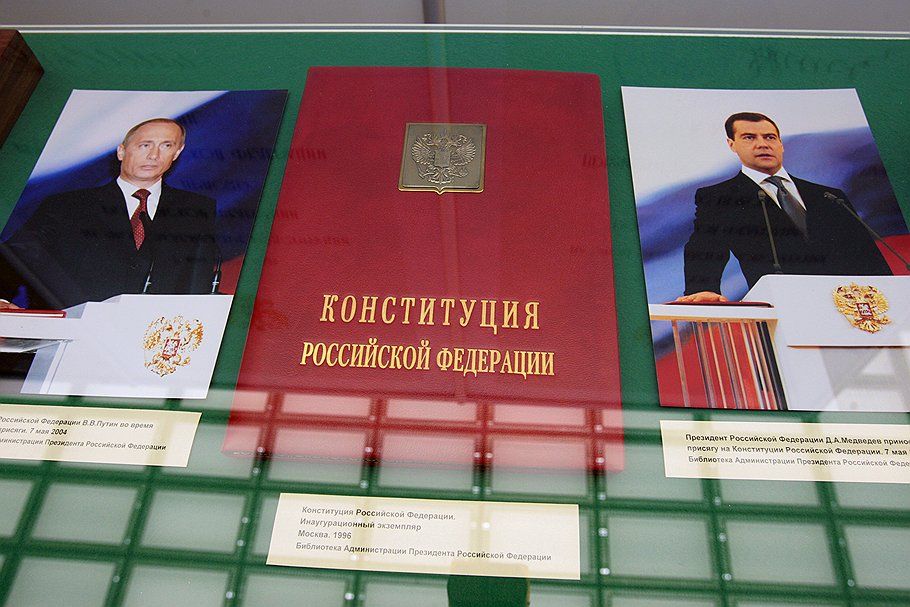 КОНСТИТУЦИЯ
РОССИЙСКОЙ ФЕДЕРАЦИИ
Российской Федерации В.В.Путин во время
присяги. 7 мая 2004
Администрации Президента Российской Федерации
Конституция Российской Федерации.
Инаугурационный экземпляр
Москва. 1996
Библиотека Администрации Президента Российской Федерации
Президент Российской Федерации Д.А.Медведев
присягу на Конституции Российской Федерации. 7 мая
Библиотека Администрации Президента Российской